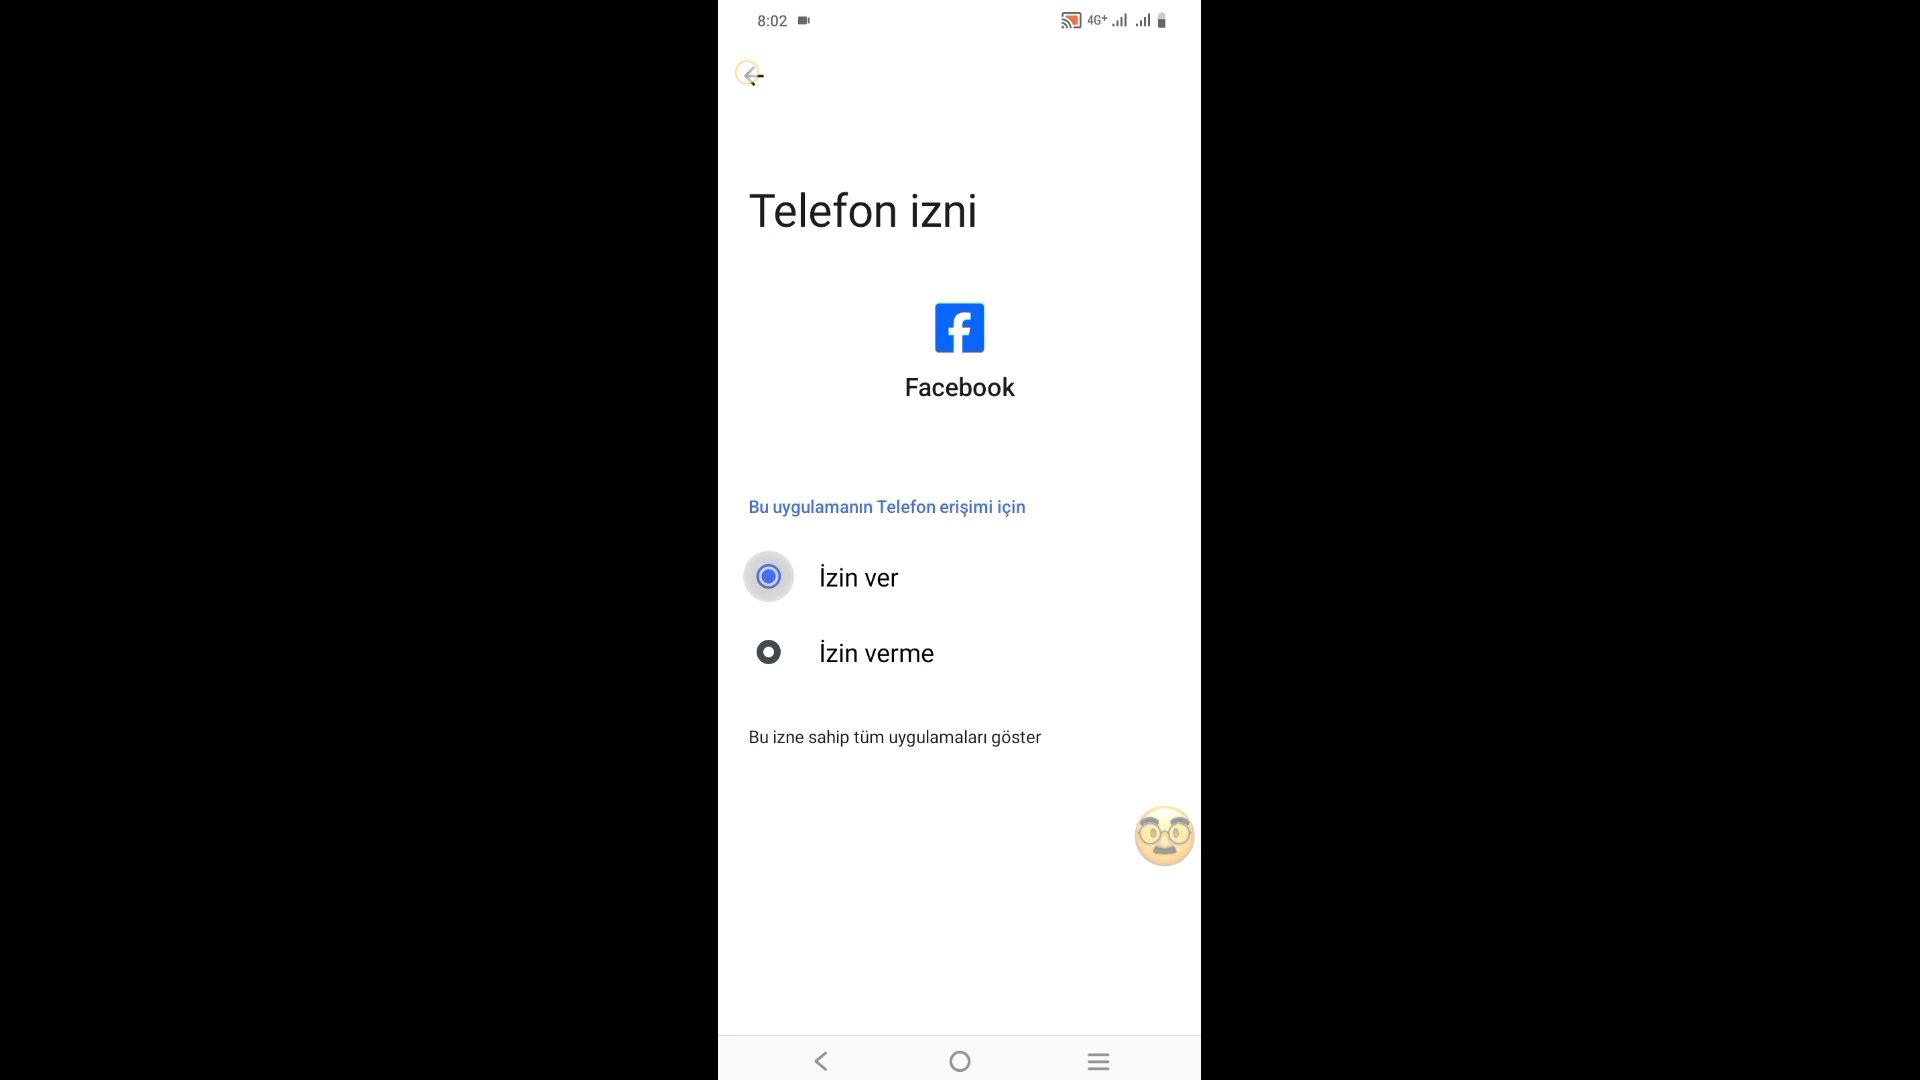 8:02
4G+
Telefon izni
Facebook
Bu uygulamanın Telefon erişimi için
İzin ver
İzin verme
Bu izne sahip tüm uygulamaları göster